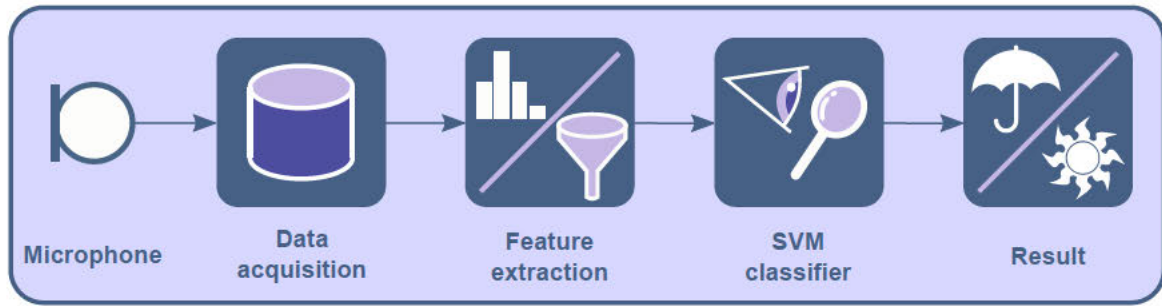 Microphone
Data
acquisition
Feature
extraction
SVM
classifier
Result